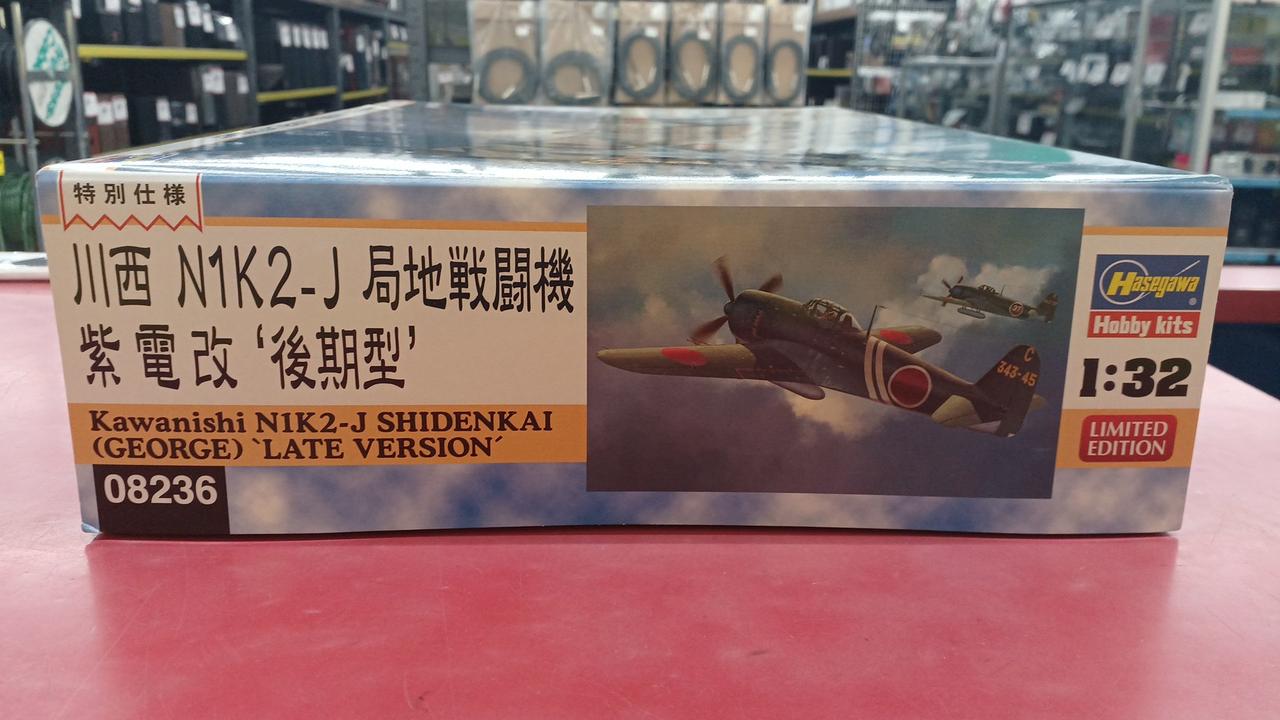 特別仕様
川西 N1K2-J 局地戦闘機
紫電改 ‘後期型’
Kawanishi N1K2-J SHIDENKAI
(GEORGE) `LATE VERSION´
08236
C
343-45
Hasegawa®
Hobby kits
1:32
LIMITED
EDITION